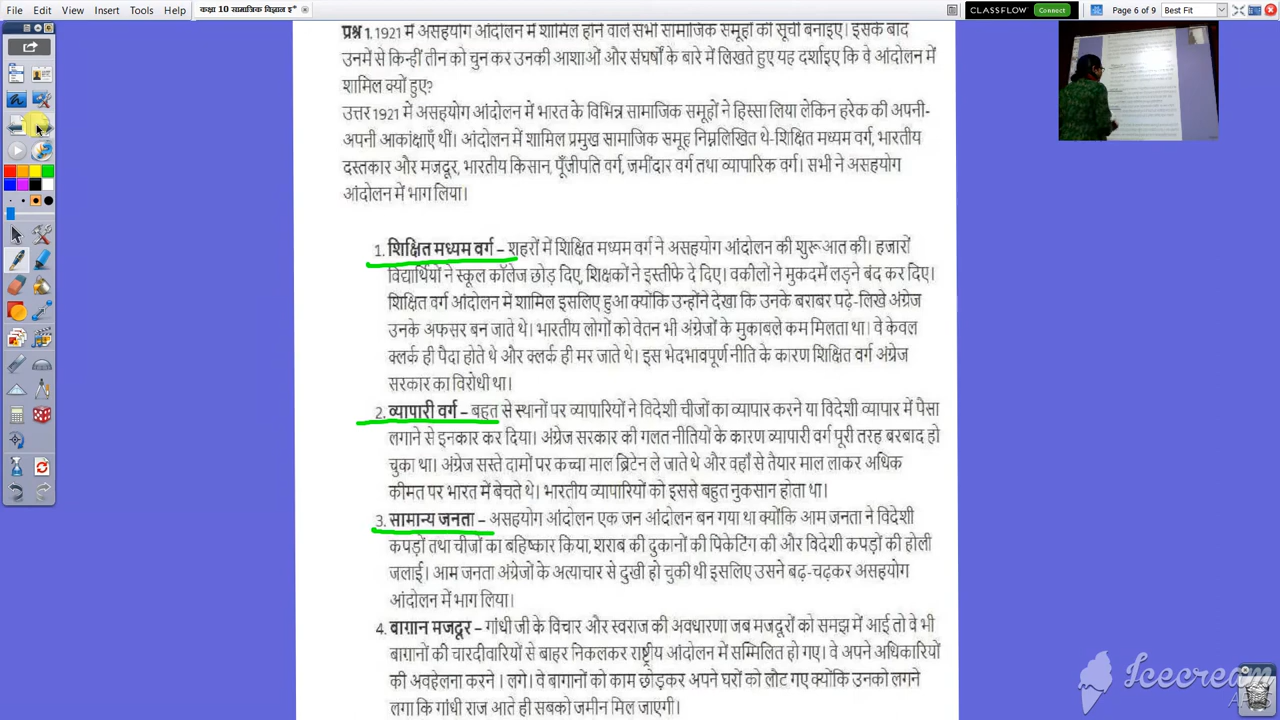 File Edit View Insert Tools Help
कक्षा 10 सामाजिक विज्ञान इ*
CLASSFLOW Connect
Page 6 of 9
Best Fit
प्रश्न 1. 1921 में असहयोग आंदोलन में शामिल होने वाले सभी सामाजिक समूहों की सूची बनाइए। इसके बाद
उनमें से किन्हीं तीन को चुन कर उनकी आशाओं और संघर्षों के बारे में लिखते हुए यह दर्शाइए कि वे आंदोलन में
शामिल क्यों हुए?
उत्तर 1921 में असहयोग आंदोलन में भारत के विभिन्न सामाजिक समूहों ने हिस्सा लिया लेकिन हरेक की अपनी-
अपनी आकांक्षाएं थी। आंदोलन में शामिल प्रमुख सामाजिक समूह निम्नलिखित थे- शिक्षित मध्यम वर्ग, भारतीय
दस्तकार और मजदूर, भारतीय किसान, पूँजीपति वर्ग, जमींदार वर्ग तथा व्यापारिक वर्ग। सभी ने असहयोग
आंदोलन में भाग लिया।
1. शिक्षित मध्यम वर्ग – शहरों में शिक्षित मध्यम वर्ग ने असहयोग आंदोलन की शुरूआत की। हजारों
विद्यार्थियों ने स्कूल कॉलेज छोड़ दिए, शिक्षकों ने इस्तीफे दे दिए। वकीलों ने मुकदमें लड़ने बंद कर दिए।
शिक्षित वर्ग आंदोलन में शामिल इसलिए हुआ क्योंकि उन्होंने देखा कि उनके बराबर पढ़े-लिखे अंग्रेज
उनके अफसर बन जाते थे। भारतीय लोगों को वेतन भी अंग्रेजों के मुकाबले कम मिलता था। वे केवल
क्लर्क ही पैदा होते थे और क्लर्क ही मर जाते थे। इस भेदभावपूर्ण नीति के कारण शिक्षित वर्ग अंग्रेज
सरकार का विरोधी था।
2. व्यापारी वर्ग – बहुत से स्थानों पर व्यापारियों ने विदेशी चीजों का व्यापार करने या विदेशी व्यापार में पैसा
लगाने से इनकार कर दिया। अंग्रेज सरकार की गलत नीतियों के कारण व्यापारी वर्ग पूरी तरह बरबाद हो
चुका था। अंग्रेज सस्ते दामों पर कच्चा माल ब्रिटेन ले जाते थे और वहाँ से तैयार माल लाकर अधिक
कीमत पर भारत में बेचते थे। भारतीय व्यापारियों को इससे बहुत नुकसान होता था।
3. सामान्य जनता – असहयोग आंदोलन एक जन आंदोलन बन गया था क्योंकि आम जनता ने विदेशी
कपड़ों तथा चीजों का बहिष्कार किया, शराब की दुकानों की पिकेटिंग की और विदेशी कपड़ों की होली
जलाई। आम जनता अंग्रेजों के अत्याचार से दुखी हो चुकी थी इसलिए उसने बढ़-चढ़कर असहयोग
आंदोलन में भाग लिया।
4. बाग़ान मजदूर – गांधी जी के विचार और स्वराज की अवधारणा जब मजदूरों को समझ में आई तो वे भी
बागानों की चारदीवारियों से बाहर निकलकर राष्ट्रीय आंदोलन में सम्मिलित हो गए। वे अपने अधिकारियों
की अवहेलना करने । लगे। वे बागानों को काम छोड़कर अपने घरों को लौट गए क्योंकि उनको लगने
लगा कि गांधी राज आते ही सबको जमीन मिल जाएगी।
Icecream
Apps